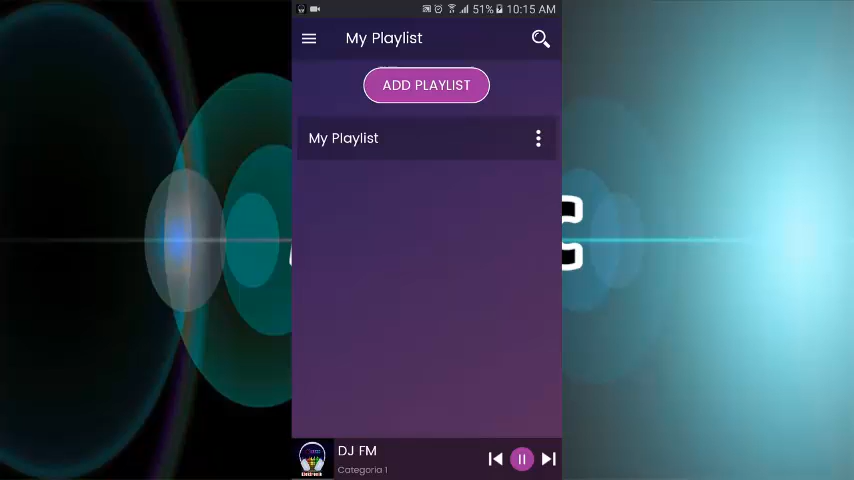 51% 10:15 AM
My Playlist
ADD PLAYLIST
My Playlist
DJ FM
Categoria 1